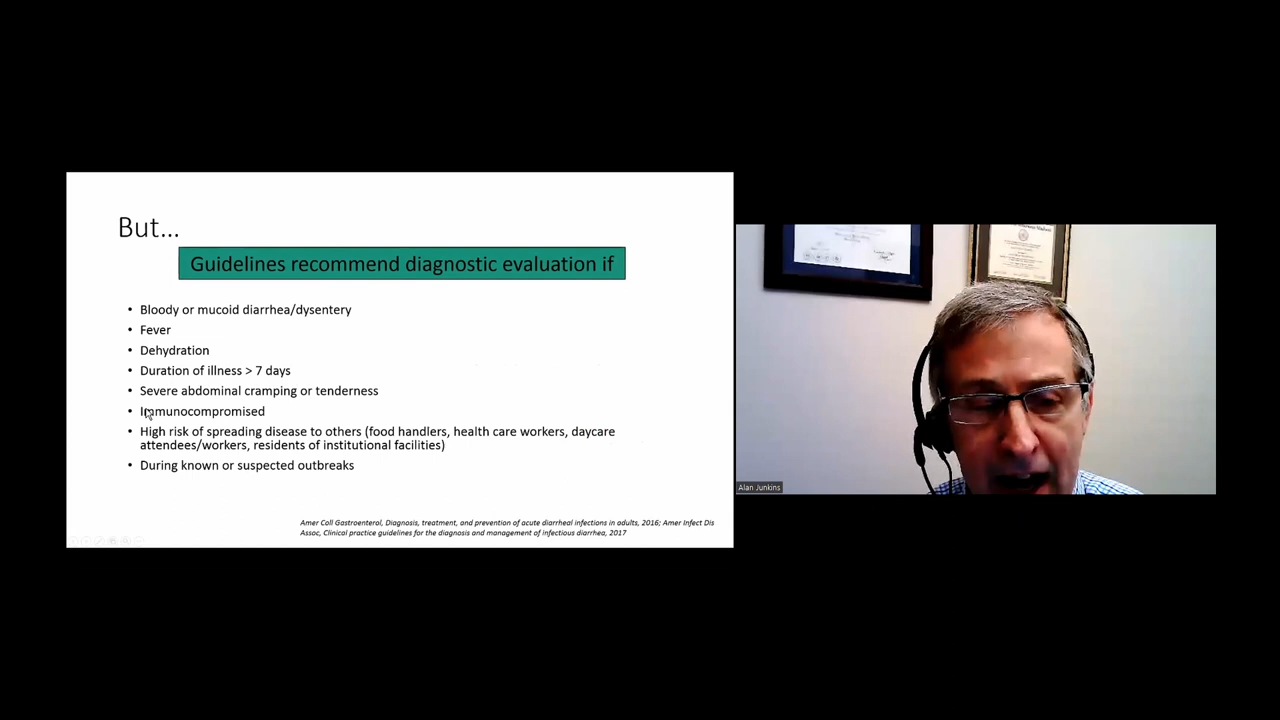 But...
Guidelines recommend diagnostic evaluation if
• Bloody or mucoid diarrhea/dysentery
• Fever
• Dehydration
• Duration of illness > 7 days
• Severe abdominal cramping or tenderness
• Immunocompromised
• High risk of spreading disease to others (food handlers, health care workers, daycare
attendees/workers, residents of institutional facilities)
• During known or suspected outbreaks
Amer Coll Gastroenterol, Diagnosis, treatment, and prevention of acute diarrheal infections in adults, 2016; Amer Infect Dis
Assoc, Clinical practice guidelines for the diagnosis and management of infectious diarrhea, 2017
Alan Junkins